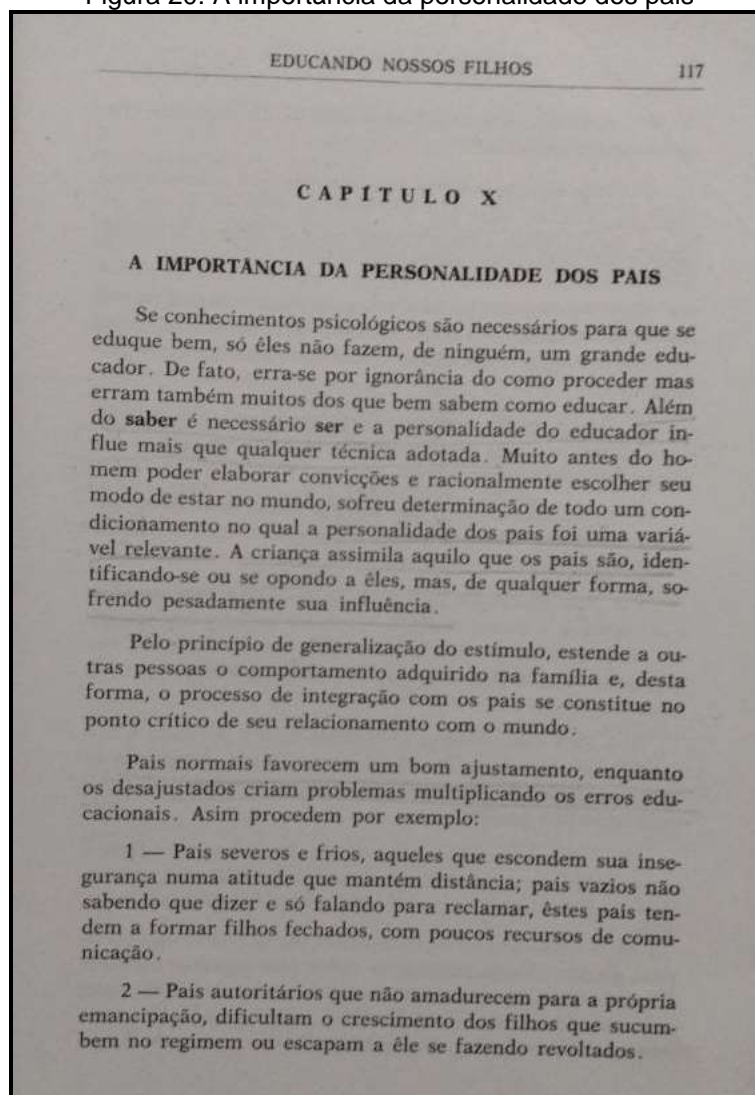 Figura 20: A importância da personalidade dos pais
EDUCANDO NOSSOS FILHOS 117
CAPÍTULO X
A IMPORTÂNCIA DA PERSONALIDADE DOS PAIS
Se conhecimentos psicológicos são necessários para que se
eduque bem, só êles não fazem, de ninguém, um grande edu-
cador. De fato, erra-se por ignorância do como proceder mas
erram também muitos dos que bem sabem como educar. Além
do saber é necessário ser e a personalidade do educador in-
flue mais que qualquer técnica adotada. Muito antes do ho-
mem poder elaborar convicções e racionalmente escolher seu
modo de estar no mundo, sofreu determinação de todo um con-
dicionamento no qual a personalidade dos pais foi uma variá-
vel relevante. A criança assimila aquilo que os pais são, iden-
tificando-se ou se opondo a êles, mas, de qualquer forma, so-
frendo pesadamente sua influência.
Pelo princípio de generalização do estímulo, estende a ou-
tras pessoas o comportamento adquirido na família e, desta
forma, o processo de integração com os pais se constitue no
ponto crítico de seu relacionamento com o mundo.
Pais normais favorecem um bom ajustamento, enquanto
os desajustados criam problemas multiplicando os erros edu-
cacionais. Asim procedem por exemplo:
1 — Pais severos e frios, aqueles que escondem sua inse-
gurança numa atitude que mantém distância; pais vazios não
sabendo que dizer e só falando para reclamar, êstes pais ten-
dem a formar filhos fechados, com poucos recursos de comu-
nicação.
2 — Pais autoritários que não amadurecem para a própria
emancipação, dificultam o crescimento dos filhos que sucum-
bem no regimem ou escapam a êle se fazendo revoltados.